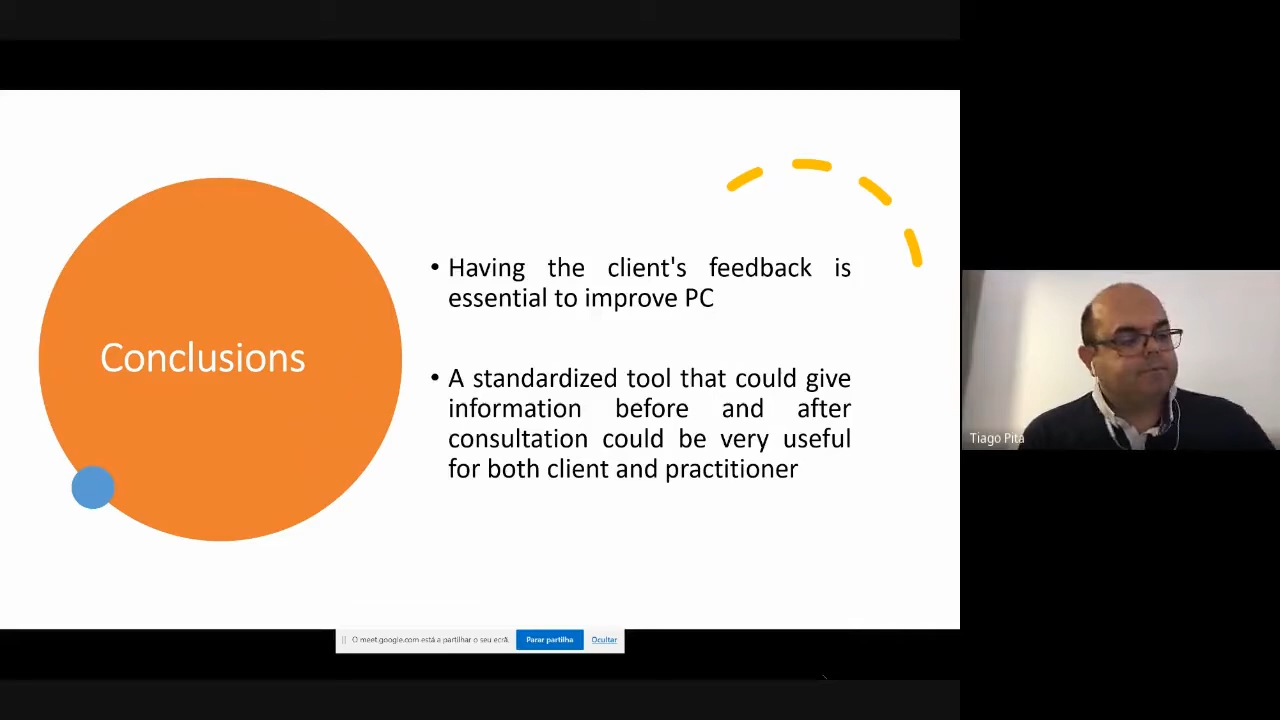 Conclusions
• Having the client's feedback is
essential to improve PC
• A standardized tool that could give
information before and after
consultation could be very useful
for both client and practitioner
Tiago Pita
O meet.google.com está a partilhar o seu ecrã.
Parar partilha
Ocultar